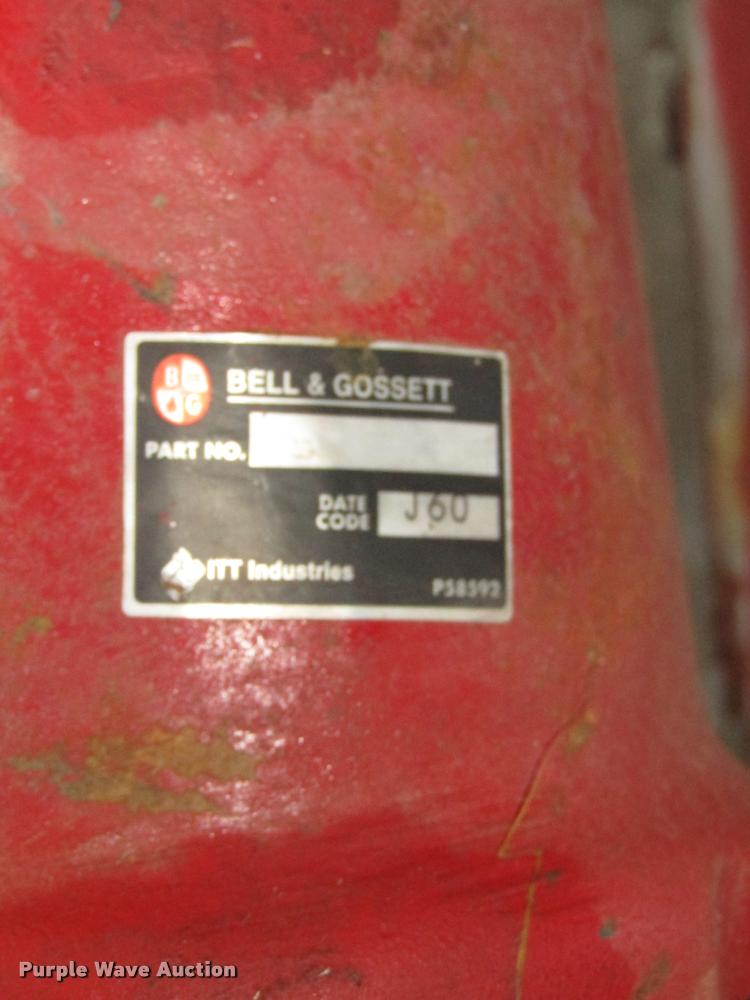 B G
BELL & GOSSETT
PART NO.
DATE CODE J60
ITT Industries
P58592
Purple Wave Auction